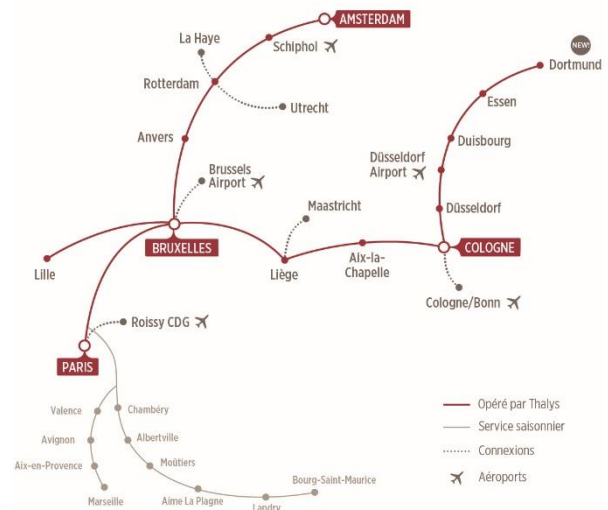 AMSTERDAM
La Haye
Schiphol
NEW!
Dortmund
Rotterdam
Utrecht
Essen
Anvers
Duisbourg
Brussels
Airport
Düsseldorf
Airport
Maastricht
Düsseldorf
BRUXELLES
Lille
Liège
Aix-la-
Chapelle
COLOGNE
Cologne/Bonn
Roissy CDG
PARIS
Valence
Chambéry
Avignon
Albertville
Aix-en-Provence
Moûtiers
Marseille
Aime La Plagne
Landry
Bourg-Saint-Maurice
Opéré par Thalys
Service saisonnier
Connexions
Aéroports